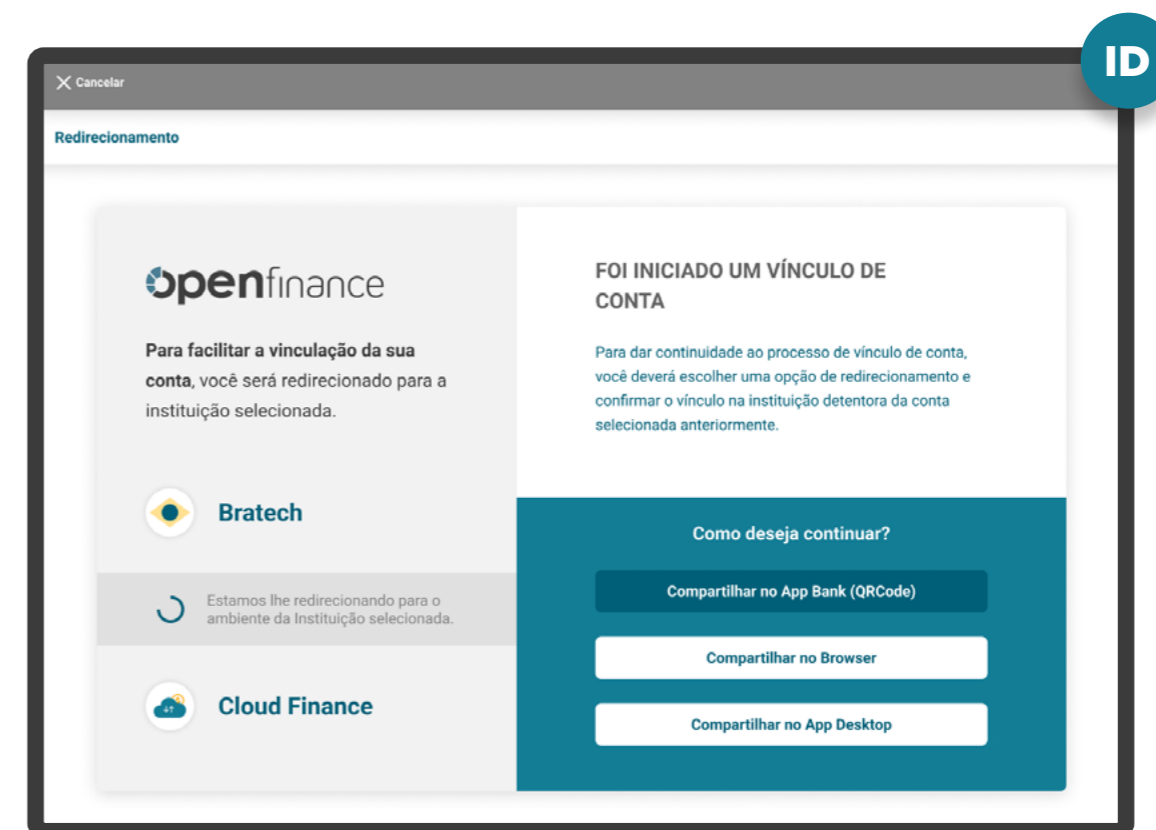 ID
Cancelar
Redirecionamento
openfinance
Para facilitar a vinculação da sua
conta, você será redirecionado para a
instituição selecionada.
Bratech
Estamos lhe redirecionando para o
ambiente da Instituição selecionada.
Cloud Finance
FOI INICIADO UM VÍNCULO DE
CONTA
Para dar continuidade ao processo de vínculo de conta,
você deverá escolher uma opção de redirecionamento e
confirmar o vínculo na instituição detentora da conta
selecionada anteriormente.
Como deseja continuar?
Compartilhar no App Bank (QRCode)
Compartilhar no Browser
Compartilhar no App Desktop